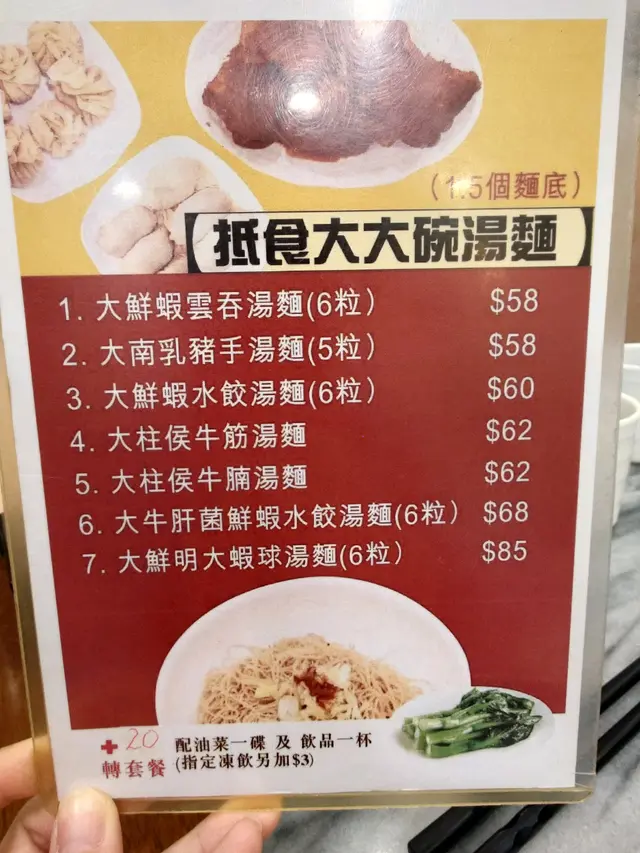 (1.5個麵底)
抵食大大碗湯麵
1. 大鮮蝦雲吞湯麵(6粒) $58
2. 大南乳豬手湯麵(5粒) $58
3. 大鮮蝦水餃湯麵(6粒) $60
4. 大柱侯牛筋湯麵 $62
5. 大柱侯牛腩湯麵 $62
6. 大牛肝菌鮮蝦水餃湯麵(6粒) $68
7. 大鮮明大蝦球湯麵(6粒) $85
+20 配油菜一碟 及 飲品一杯
轉套餐 (指定凍飲另加$3)